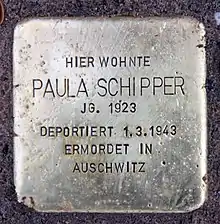 HIER WOHNTE
PAULA SCHIPPER
JG. 1923
DEPORTIERT 1.3.1943
ERMORDET IN
AUSCHWITZ